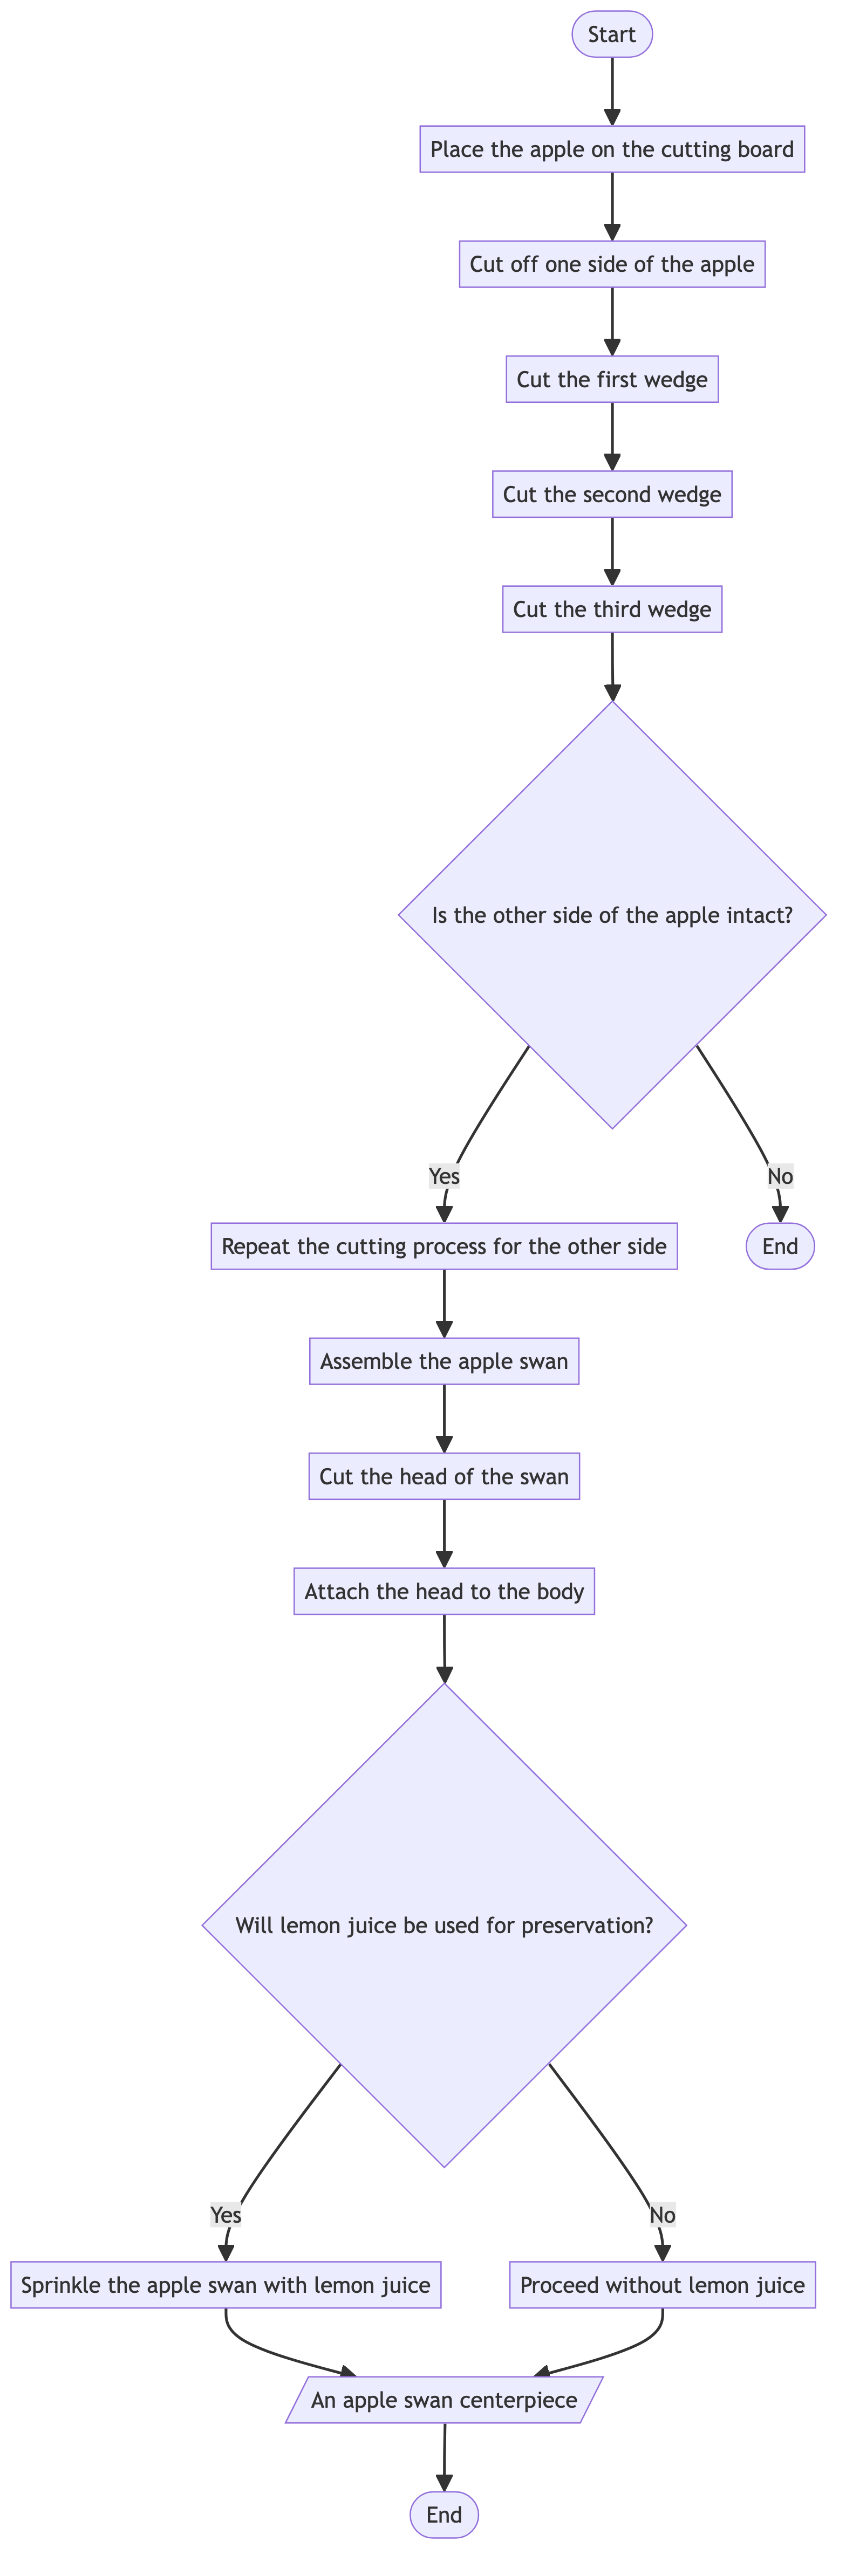 Start
Place the apple on the cutting board
Cut off one side of the apple
Cut the first wedge
Cut the second wedge
Cut the third wedge
Is the other side of the apple intact?
Yes
No
Repeat the cutting process for the other side
End
Assemble the apple swan
Cut the head of the swan
Attach the head to the body
Will lemon juice be used for preservation?
Yes
No
Sprinkle the apple swan with lemon juice
Proceed without lemon juice
An apple swan centerpiece
End